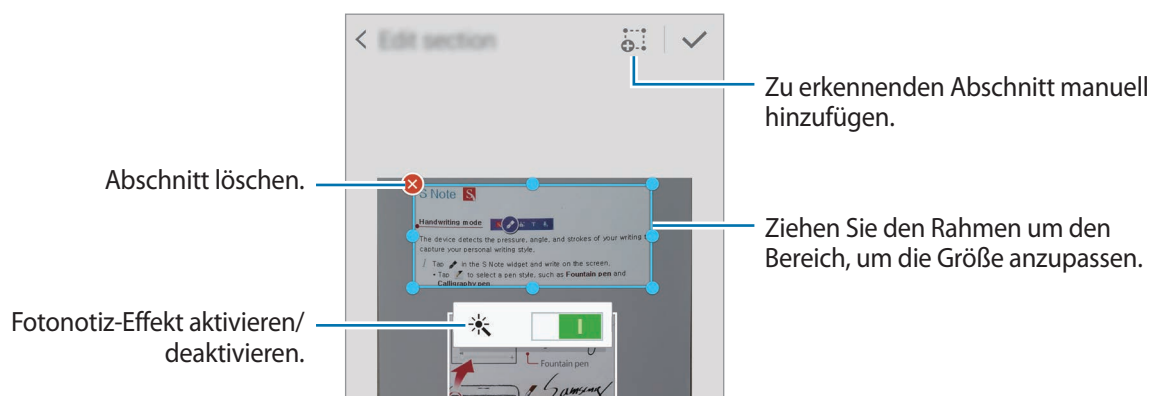 Edit section
Zu erkennenden Abschnitt manuell
hinzufügen.
Abschnitt löschen.
S Note S
Handwriting mode
The device detects the pressure, angle, and strokes of your writing
capture your personal writing style.
Tap in the S Note widget and write on the screen.
• Tap to select a pen style, such as Fountain pen and
Calligraphy pen.
Ziehen Sie den Rahmen um den
Bereich, um die Größe anzupassen.
Fotonotiz-Effekt aktivieren/
deaktivieren.
Fountain pen
Samsung